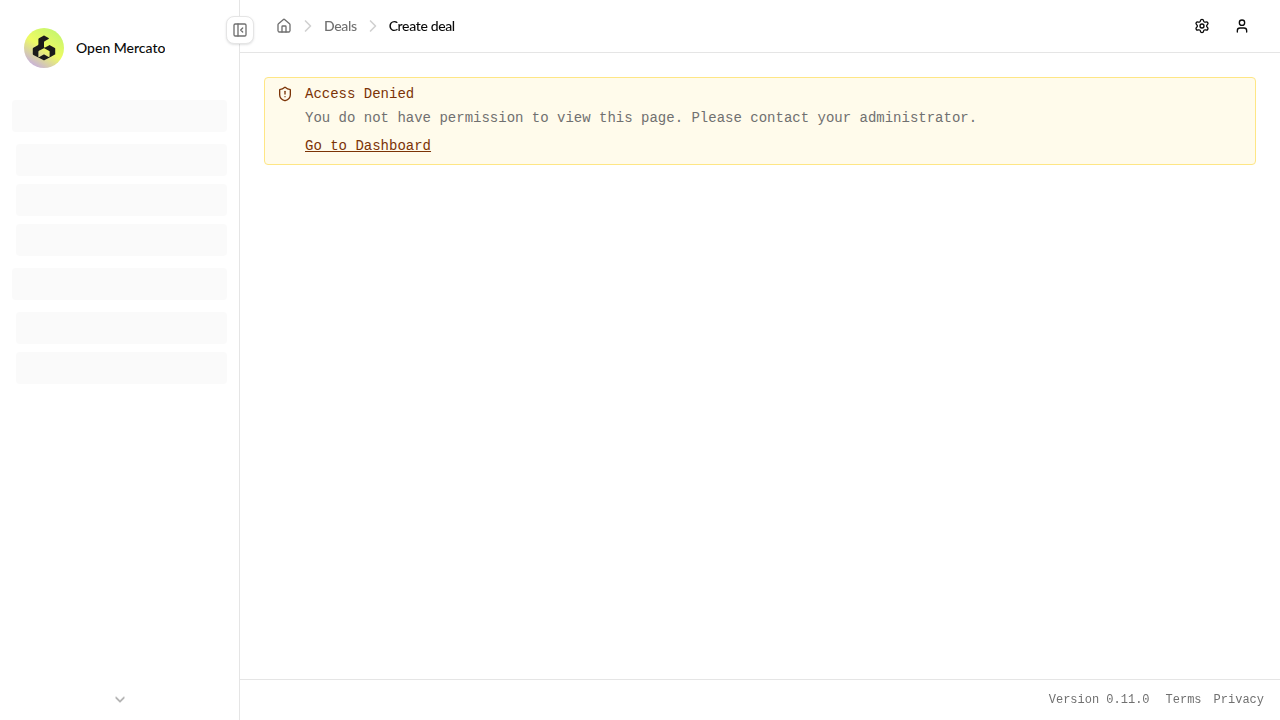 Open Mercato
Deals
Create deal
Access Denied
You do not have permission to view this page. Please contact your administrator.
Go to Dashboard
Version 0.11.0
Terms
Privacy